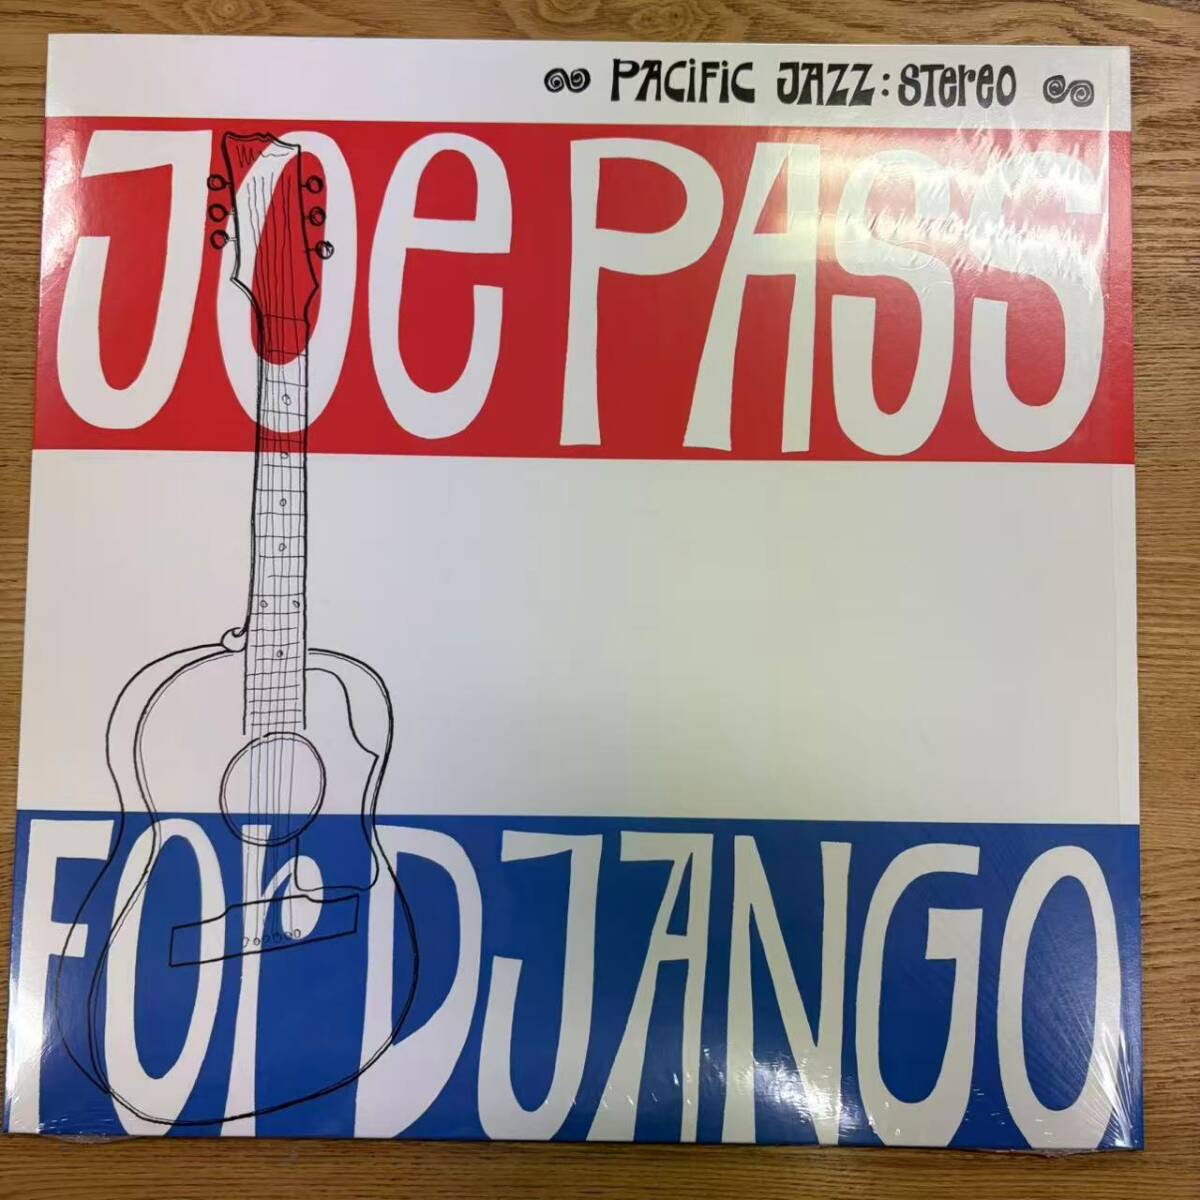 PACiFiC JAZZ: Stereo
JOe PASS
FOr DJANGO